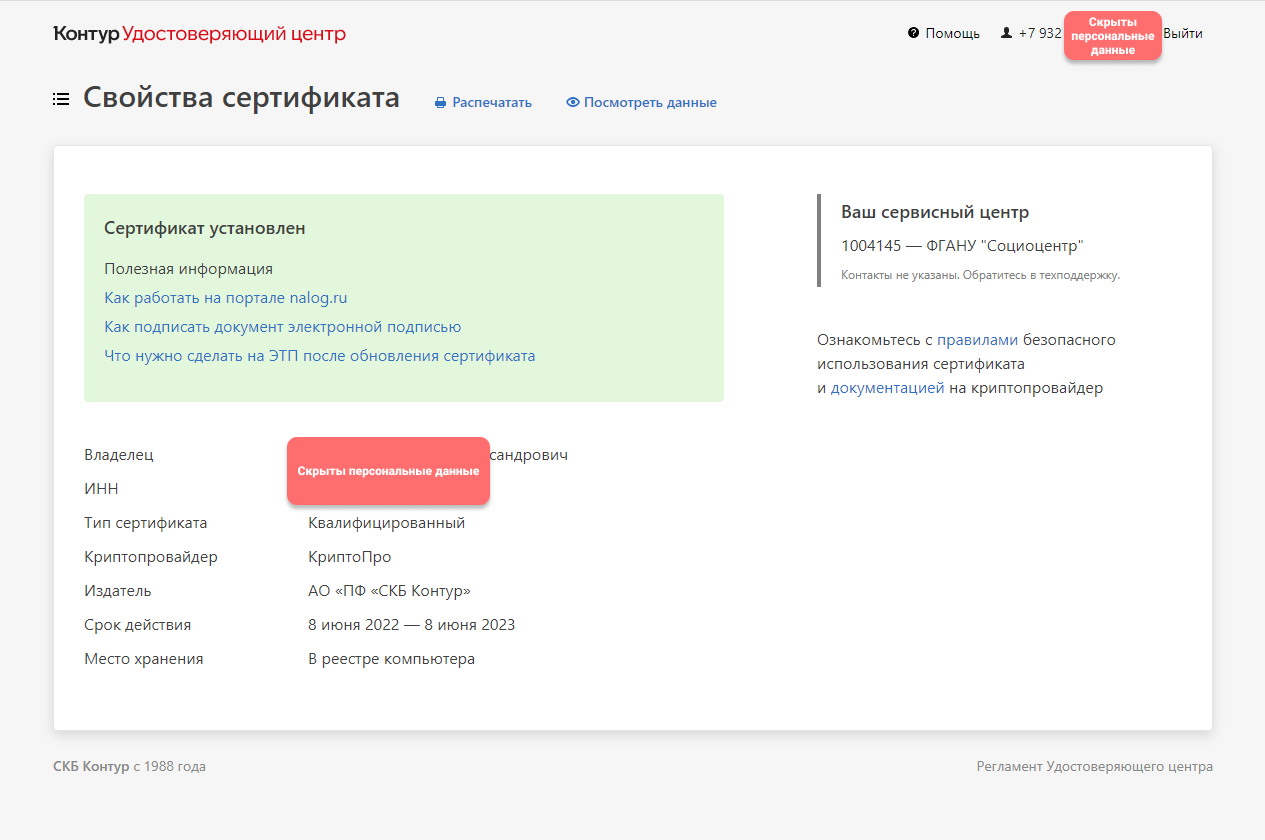 Контур Удостоверяющий центр
Помощь
+7 932
Скрыты персональные данные
Выйти
Свойства сертификата
Распечатать
Посмотреть данные
Сертификат установлен
Полезная информация
Как работать на портале nalog.ru
Как подписать документ электронной подписью
Что нужно сделать на ЭТП после обновления сертификата
Ваш сервисный центр
1004145 — ФГАНУ "Социоцентр"
Контакты не указаны. Обратитесь в техподдержку.
Ознакомьтесь с правилами безопасного
использования сертификата
и документацией на криптопровайдер
Владелец
Скрыты персональные данные
сандрович
ИНН
Тип сертификата Квалифицированный
Криптопровайдер КриптоПро
Издатель АО «ПФ «СКБ Контур»
Срок действия 8 июня 2022 — 8 июня 2023
Место хранения В реестре компьютера
СКБ Контур с 1988 года
Регламент Удостоверяющего центра